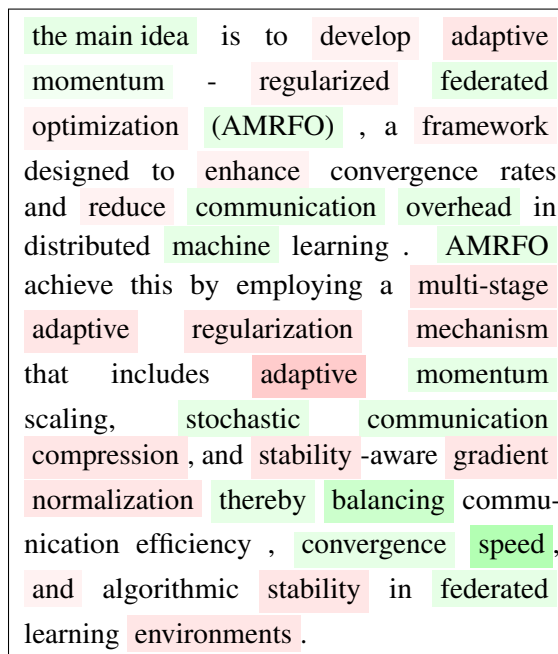 the main idea is to develop adaptive
momentum - regularized federated
optimization (AMRFO) , a framework
designed to enhance convergence rates
and reduce communication overhead in
distributed machine learning . AMRFO
achieve this by employing a multi-stage
adaptive regularization mechanism
that includes adaptive momentum
scaling, stochastic communication
compression , and stability -aware gradient
normalization thereby balancing commu-
nication efficiency , convergence speed ,
and algorithmic stability in federated
learning environments .